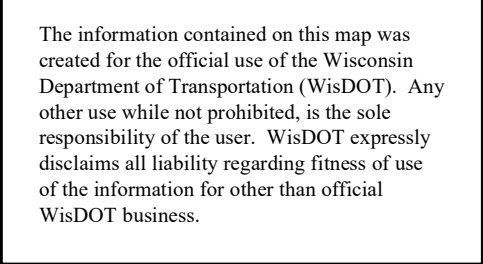 The information contained on this map was
created for the official use of the Wisconsin
Department of Transportation (WisDOT).  Any
other use while not prohibited, is the sole
responsibility of the user.  WisDOT expressly
disclaims all liability regarding fitness of use
of the information for other than official
WisDOT business.